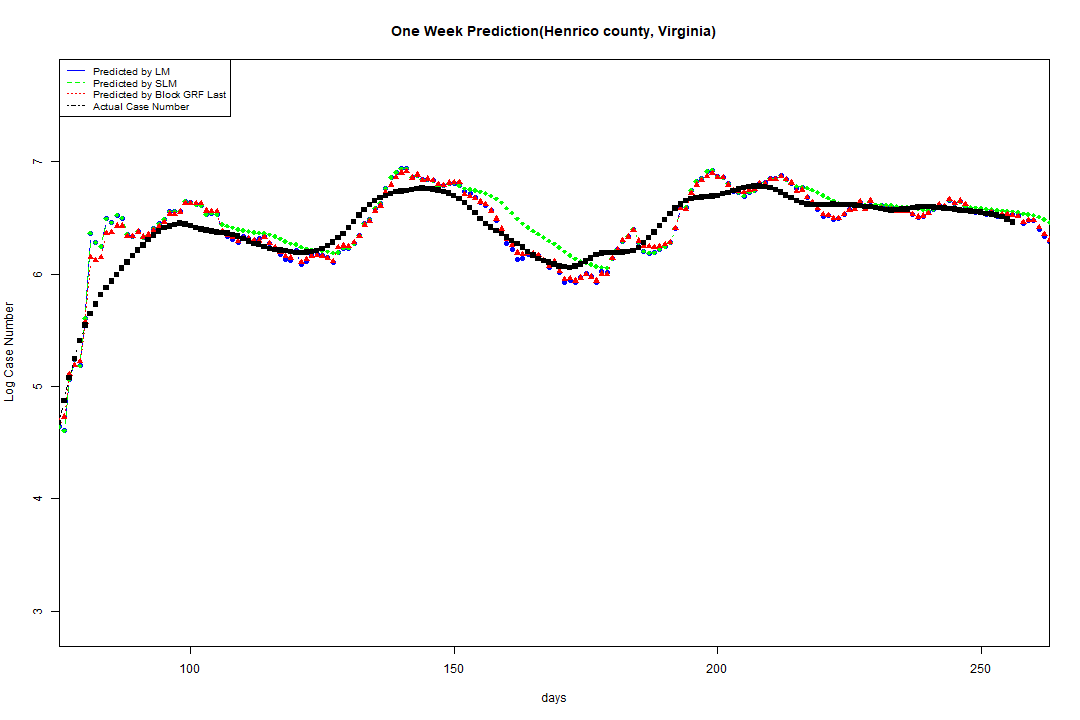 One Week Prediction(Henrico county, Virginia)
Predicted by LM
Predicted by SLM
Predicted by Block GRF Last
Actual Case Number
7
6
5
4
3
Log Case Number
100 150 200 250
days